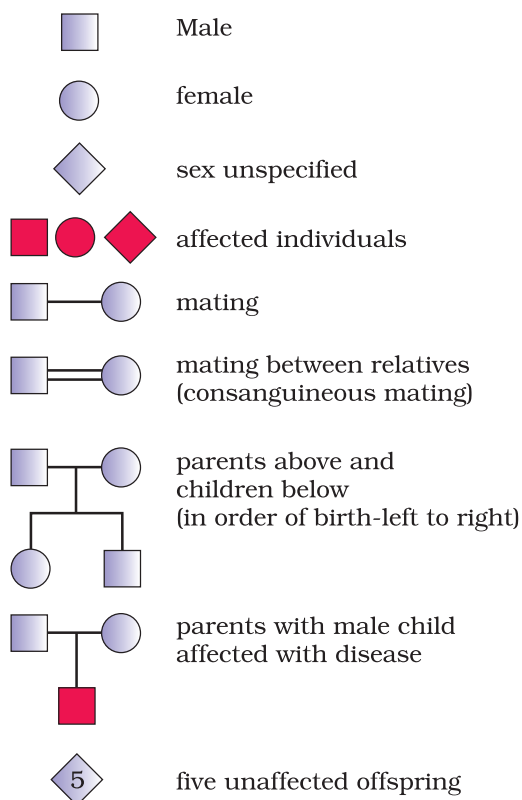 Male
female
sex unspecified
affected individuals
mating
mating between relatives
(consanguineous mating)
parents above and
children below
(in order of birth-left to right)
parents with male child
affected with disease
5 five unaffected offspring